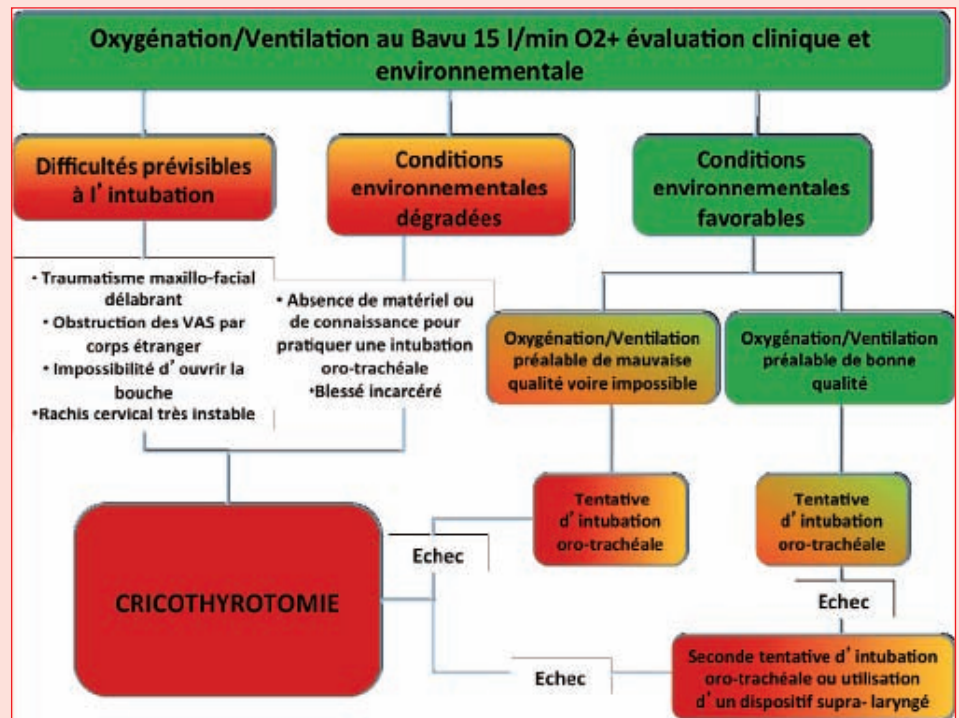 Oxygénation/Ventilation au Bavu 15 l/min O2+ évaluation clinique et
environnementale
Difficultés prévisibles
à l' intubation
Conditions
environnementales
dégradées
Conditions
environnementales
favorables
• Traumatisme maxillo-facial
délabrant
• Obstruction des VAS par
corps étranger
• Impossibilité d' ouvrir la
bouche
•Rachis cervical très instable
• Absence de matériel ou
de connaissance pour
pratiquer une intubation
oro-trachéale
•Blessé incarcéré
Oxygénation/Ventilation
préalable de mauvaise
qualité voire impossible
Oxygénation/Ventilation
préalable de bonne
qualité
Tentative
d' intubation
oro-trachéale
Tentative
d' intubation
oro-trachéale
Echec
CRICOTHYROTOMIE
Echec
Echec
Seconde tentative d' intubation
oro-trachéale ou utilisation
d' un dispositif supra- laryngé